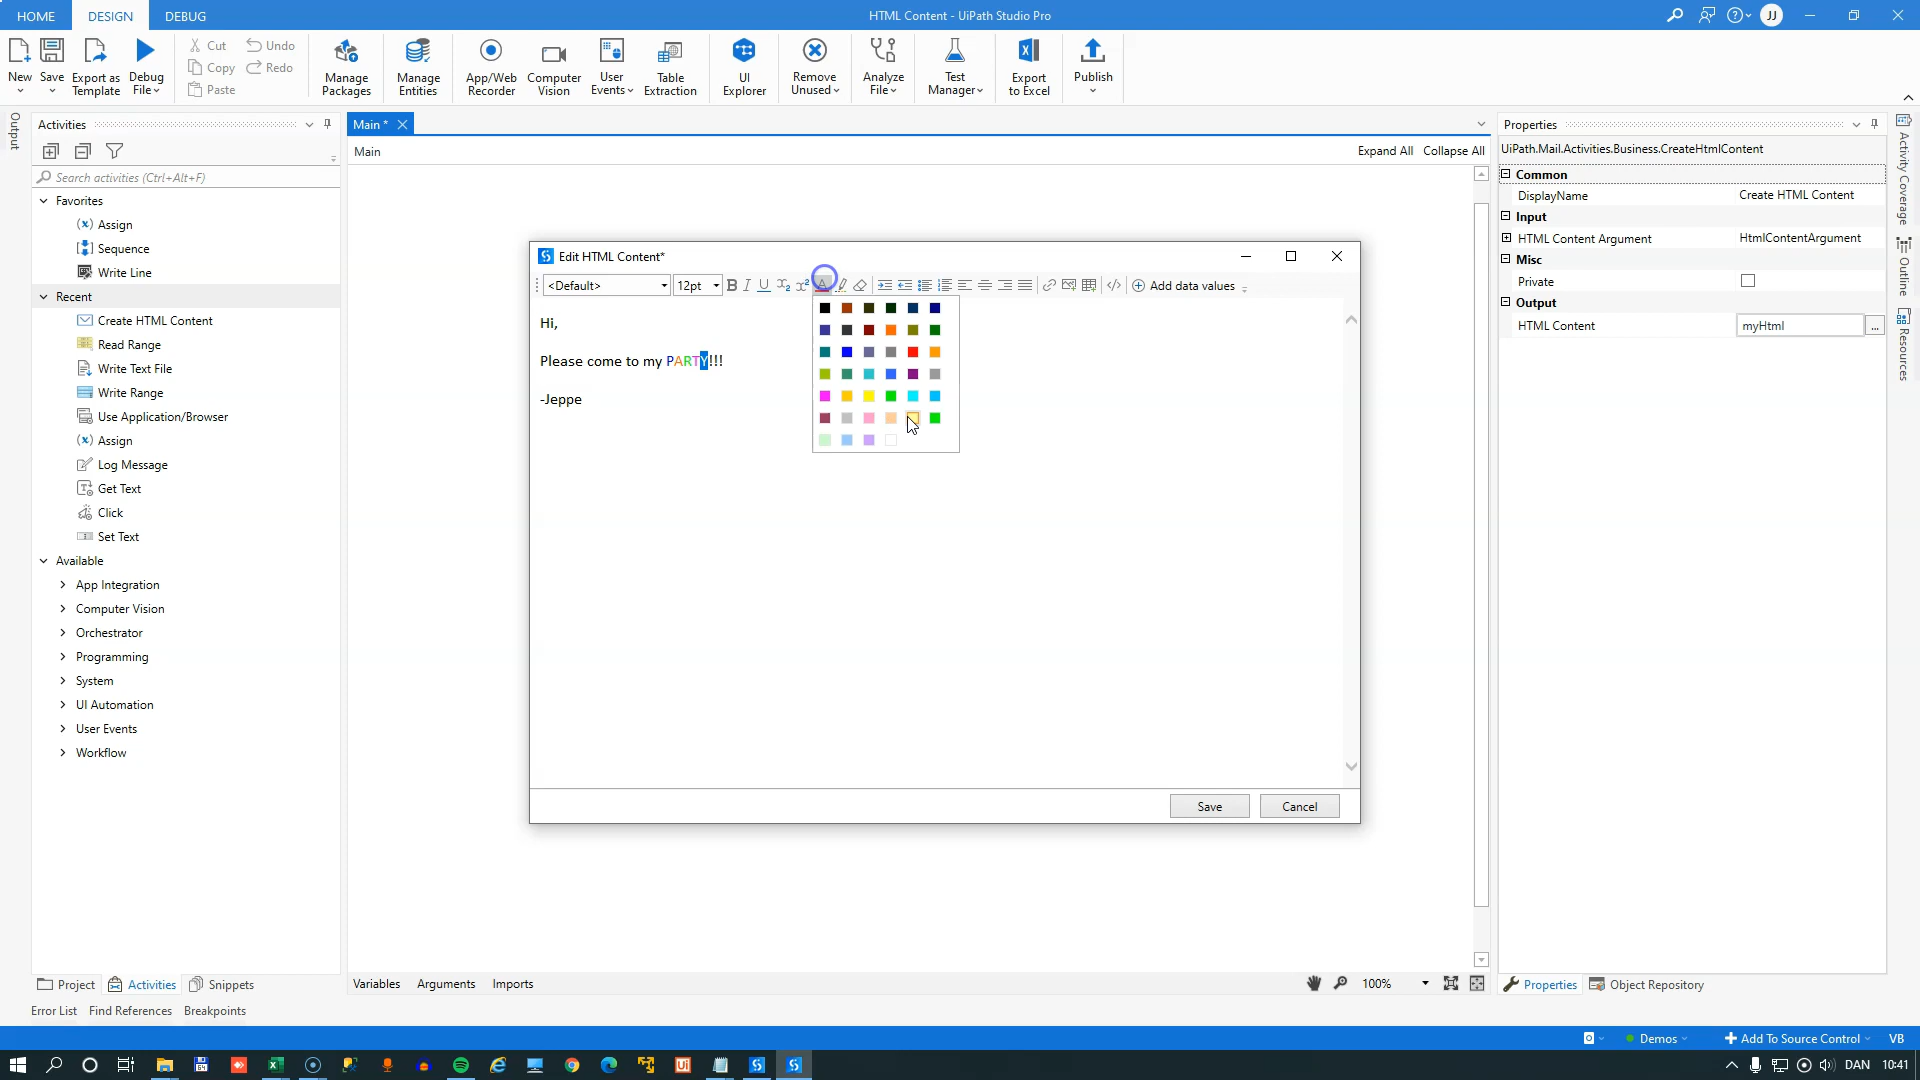 HOME
DESIGN
DEBUG
HTML Content - UiPath Studio Pro
JJ
New
Save
Export as Template
Debug File
Cut
Copy
Paste
Undo
Redo
Manage Packages
Manage Entities
App/Web Recorder
Computer Vision
User Events
Table Extraction
UI Explorer
Remove Unused
Analyze File
Test Manager
Export to Excel
Publish
Output
Activities
Search activities (Ctrl+Alt+F)
Favorites
Assign
Sequence
Write Line
Recent
Create HTML Content
Read Range
Write Text File
Write Range
Use Application/Browser
Assign
Log Message
Get Text
Click
Set Text
Available
App Integration
Computer Vision
Orchestrator
Programming
System
UI Automation
User Events
Workflow
Project
Activities
Snippets
Main *
Main
Expand All
Collapse All
Edit HTML Content*
<Default>
12pt
B I U
Add data values
Hi,
Please come to my PARTY!!!
-Jeppe
Save
Cancel
Variables
Arguments
Imports
100%
Properties
UiPath.Mail.Activities.Business.CreateHtmlContent
Common
DisplayName
Create HTML Content
Input
HTML Content Argument
HtmlContentArgument
Misc
Private
Output
HTML Content
myHtml
...
Properties
Object Repository
Activity Coverage
Outline
Resources
Error List
Find References
Breakpoints
Demos
Add To Source Control
VB
DAN
10:41